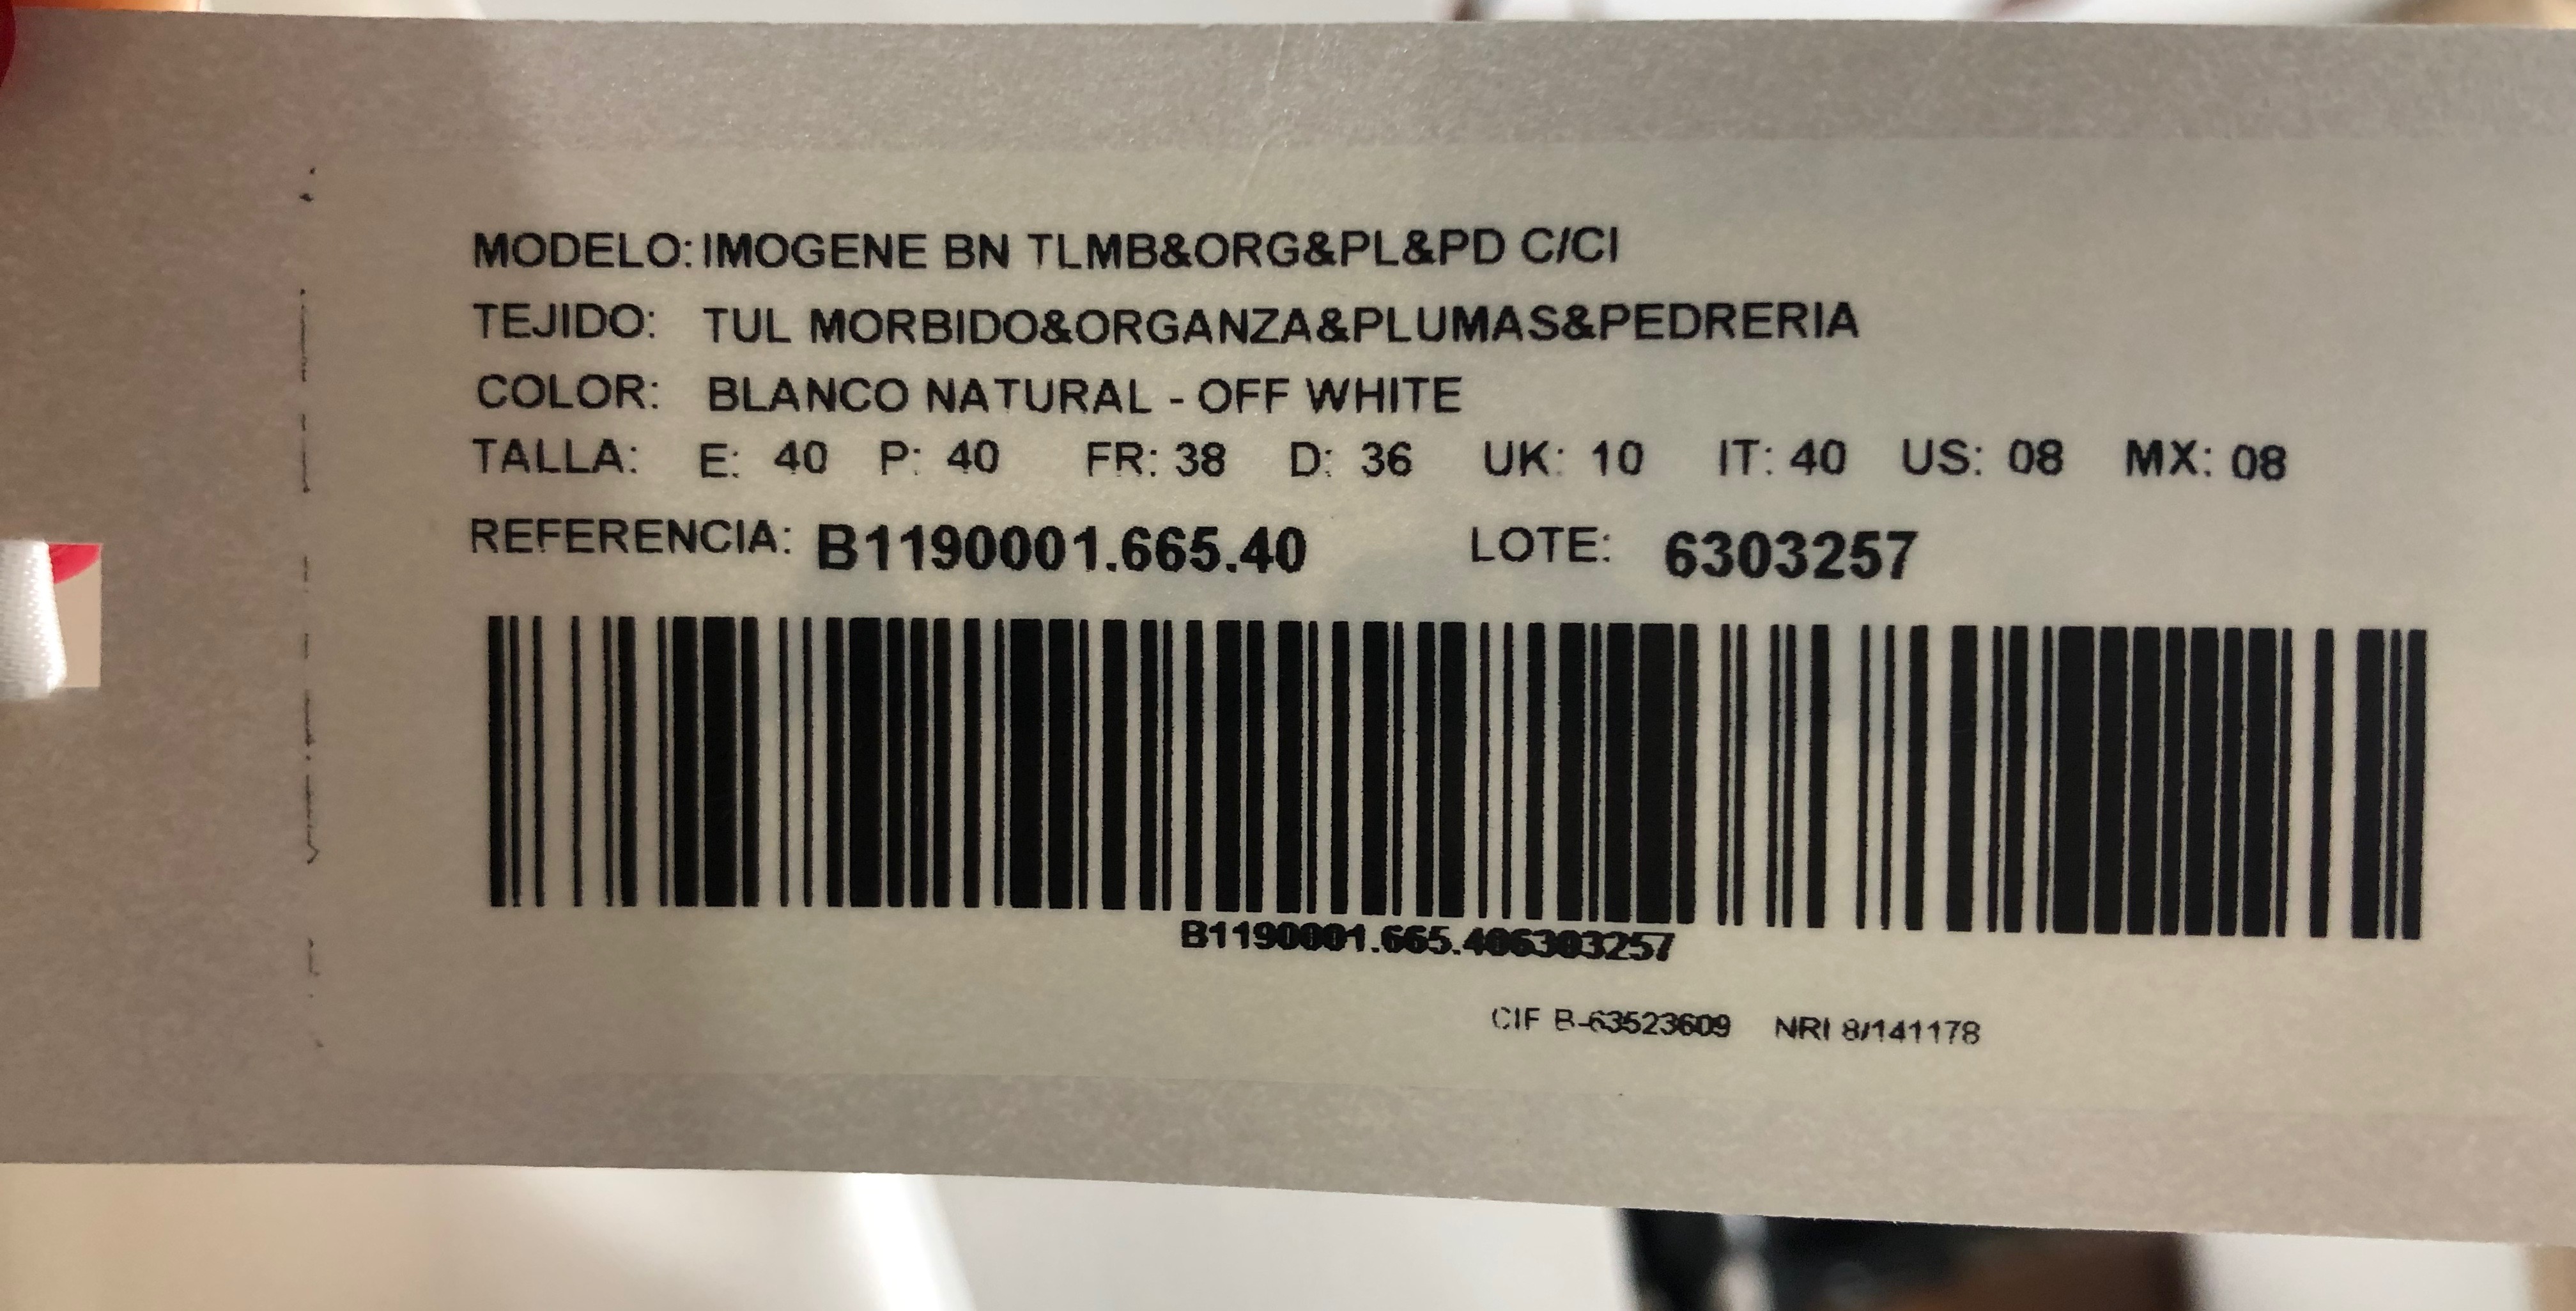 MODELO: IMOGENE BN TLMB&ORG&PL&PD C/CI
TEJIDO: TUL MORBIDO&ORGANZA&PLUMAS&PEDRERIA
COLOR: BLANCO NATURAL - OFF WHITE
TALLA: E: 40 P: 40 FR: 38 D: 36 UK: 10 IT: 40 US: 08 MX: 08
REFERENCIA: B1190001.665.40 LOTE: 6303257
B1190001.665.406303257
CIF B-63523609 NRI 8/141178